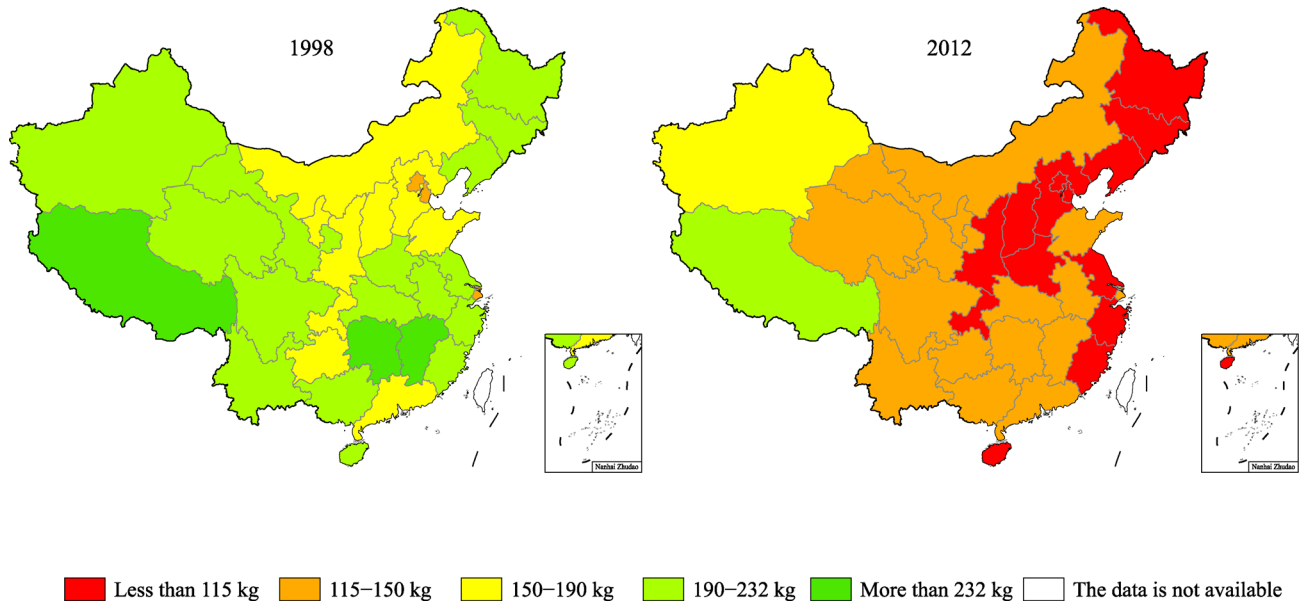 1998
2012
Nanhai Zhudao
Nanhai Zhudao
Less than 115 kg 115−150 kg 150−190 kg 190−232 kg More than 232 kg The data is not available